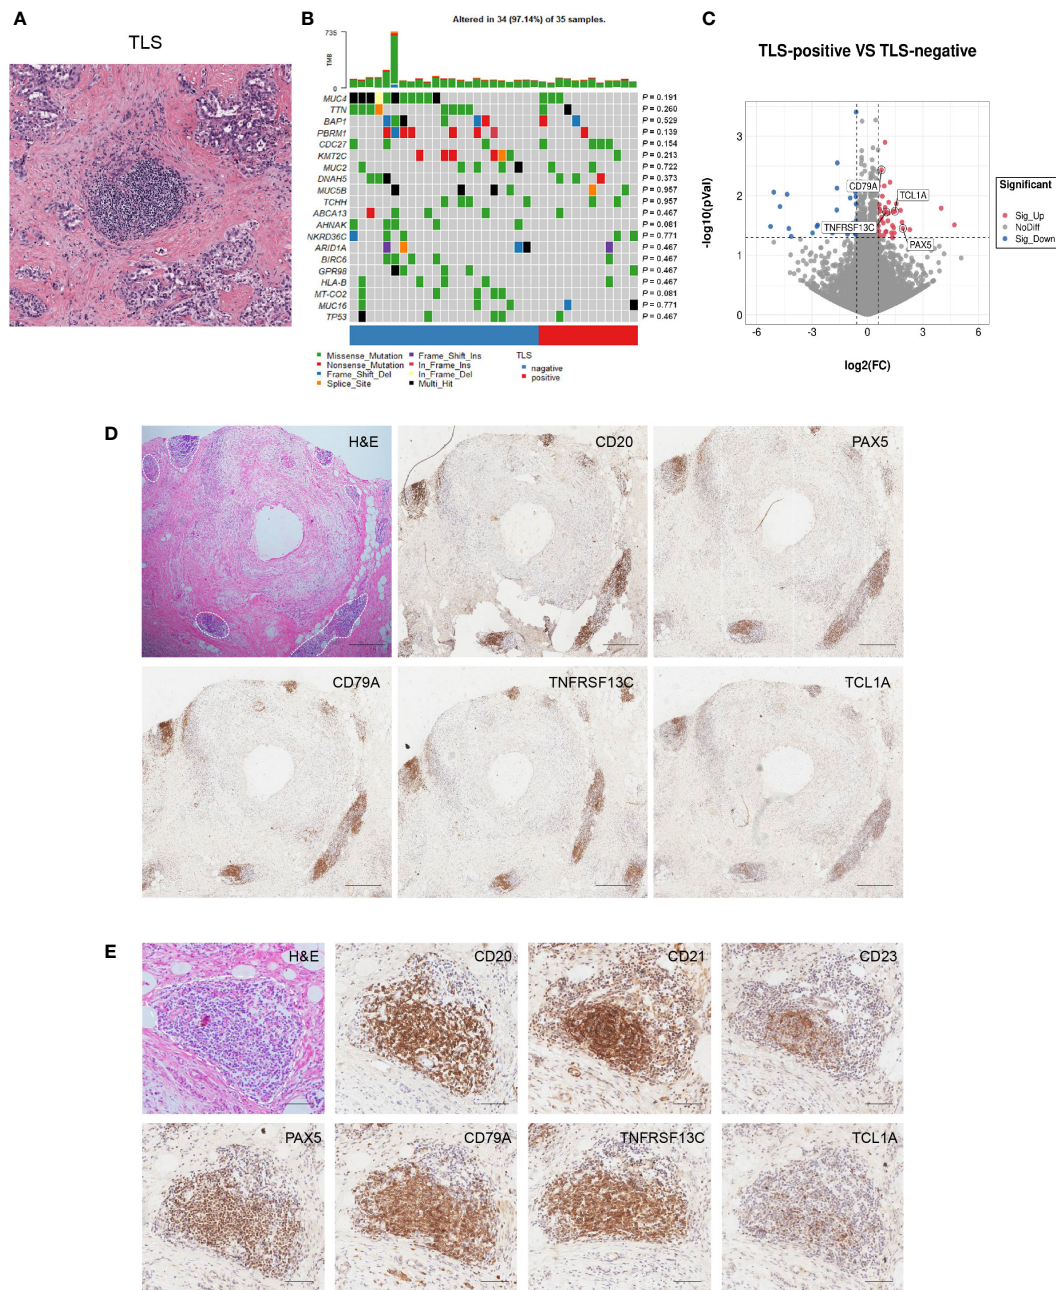 A
TLS
B
Altered in 34 (97.14%) of 35 samples.
735
TMB
0
MUC4 P = 0.191
TTN P = 0.260
BAP1 P = 0.529
PBRM1 P = 0.139
CDC27 P = 0.154
KMT2C P = 0.213
MUC2 P = 0.722
DNAH5 P = 0.373
MUC5B P = 0.957
TCHH P = 0.957
ABCA13 P = 0.467
AHNAK P = 0.081
NKRD36C P = 0.771
ARID1A P = 0.467
BIRC6 P = 0.467
GPR98 P = 0.467
HLA-B P = 0.467
MT-CO2 P = 0.081
MUC16 P = 0.771
TP53 P = 0.467
Missense_Mutation
Nonsense_Mutation
Frame_Shift_Del
Splice_Site
Frame_Shift_Ins
In_Frame_Ins
In_Frame_Del
Multi_Hit
TLS
nagative
positive
C
TLS-positive VS TLS-negative
-log10(pVal)
3
2
1
0
-6
-3
0
3
6
log2(FC)
CD79A
TCL1A
TNFRSF13C
PAX5
Significant
Sig_Up
NoDiff
Sig_Down
D
H&E
CD20
PAX5
CD79A
TNFRSF13C
TCL1A
E
H&E
CD20
CD21
CD23
PAX5
CD79A
TNFRSF13C
TCL1A